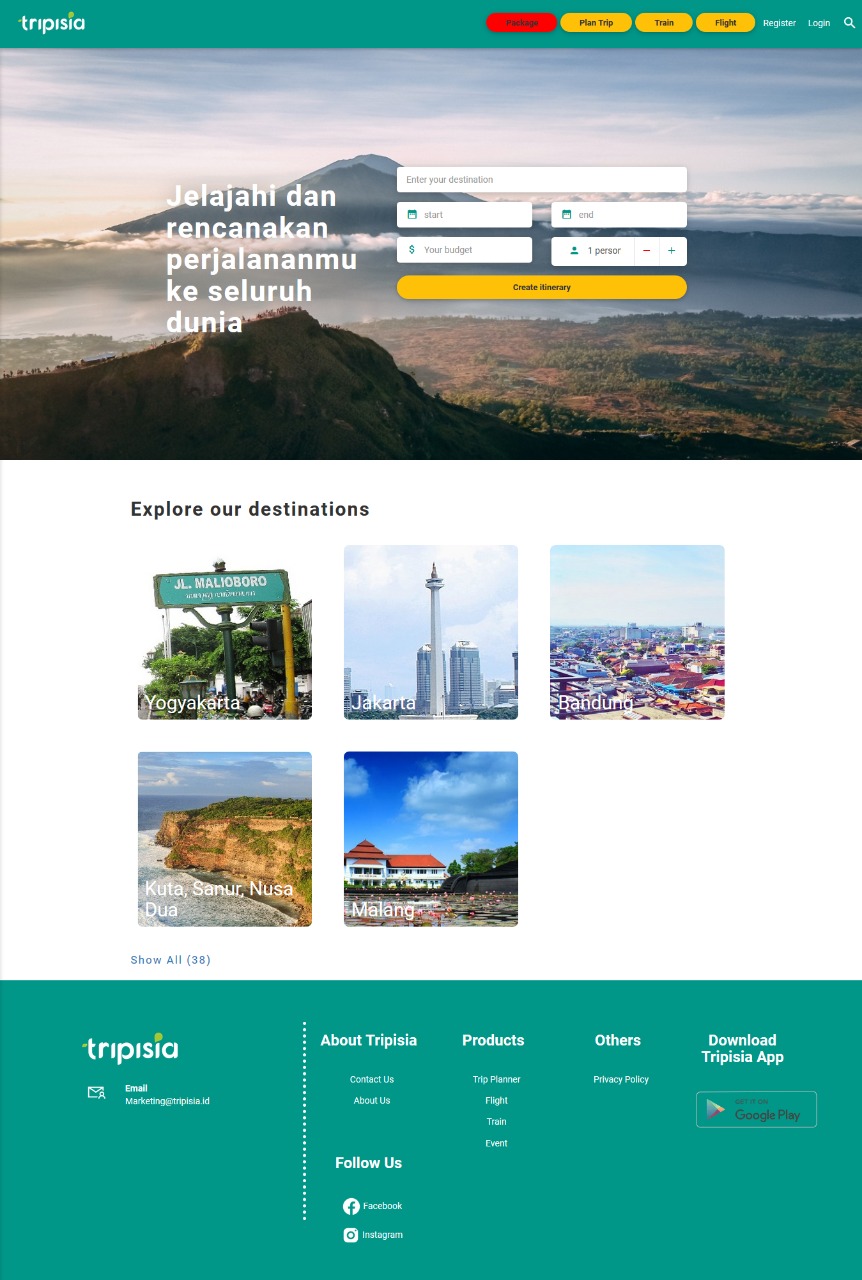 tripisia
Package
Plan Trip
Train
Flight
Register
Login
Jelajahi dan
rencanakan
perjalananmu
ke seluruh
dunia
Enter your destination
start
end
Your budget
1 persor
Create itinerary
Explore our destinations
JL. MALIOBORO
Yogyakarta
Jakarta
Bandung
Kuta, Sanur, Nusa
Dua
Malang
Show All (38)
tripisia
Email
Marketing@tripisia.id
About Tripisia
Contact Us
About Us
Products
Trip Planner
Flight
Train
Event
Others
Privacy Policy
Download
Tripisia App
GET IT ON
Google Play
Follow Us
Facebook
Instagram